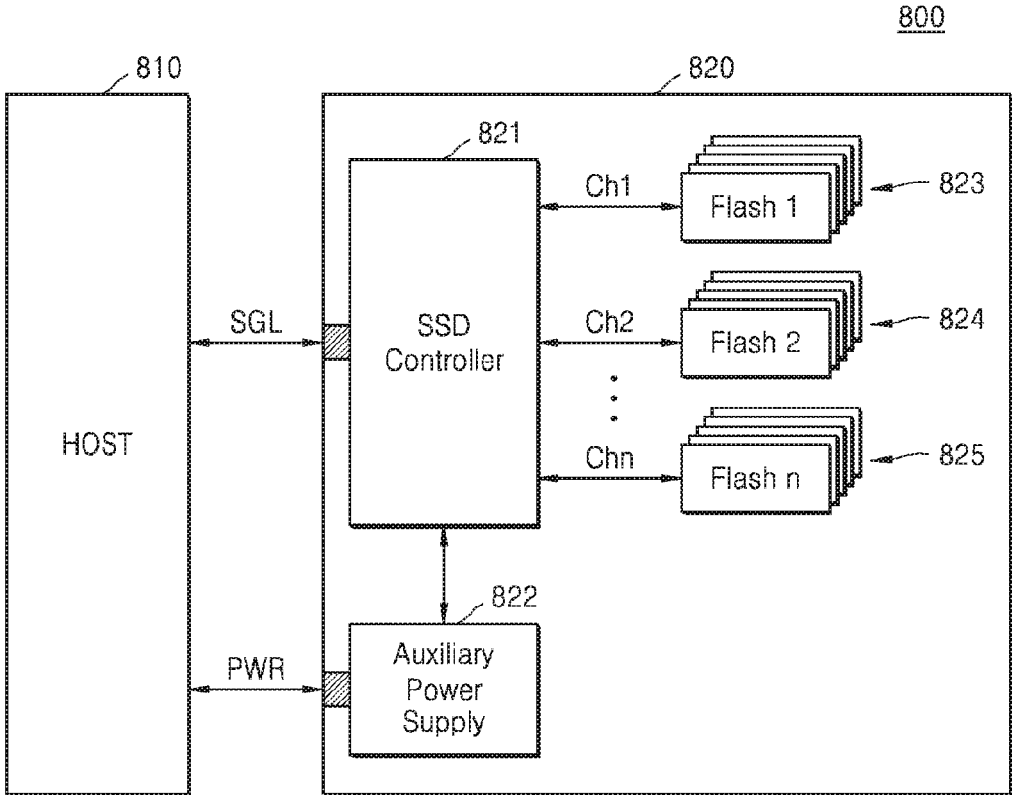 800
810
820
821
Ch1
Flash 1
823
SGL
SSD
Controller
Ch2
Flash 2
824
HOST
Chn
Flash n
825
822
PWR
Auxiliary
Power
Supply